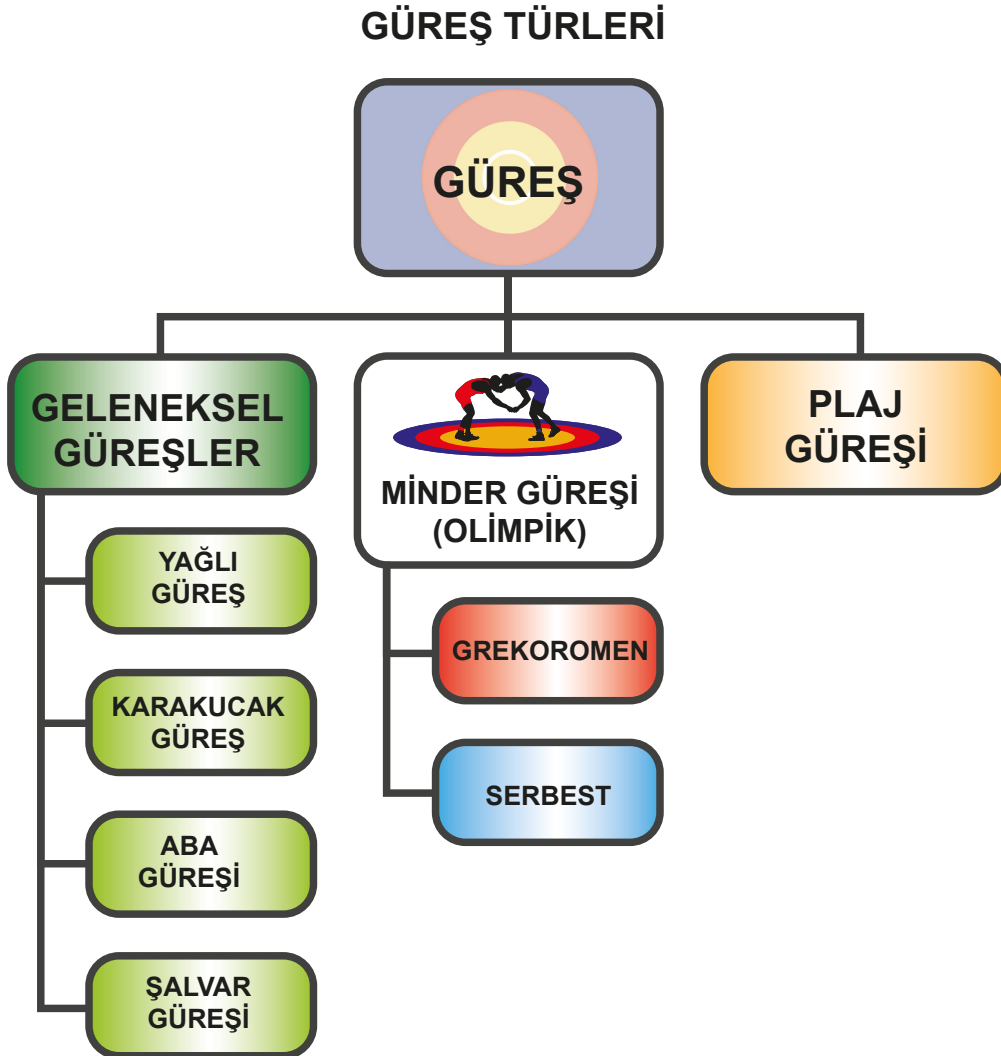 GÜREŞ TÜRLERİ
GÜREŞ
GELENEKSEL
GÜREŞLER
YAĞLI
GÜREŞ
KARAKUCAK
GÜREŞ
ABA
GÜREŞİ
ŞALVAR
GÜREŞİ
MİNDER GÜREŞİ
(OLİMPİK)
GREKOROMEN
SERBEST
PLAJ
GÜREŞİ